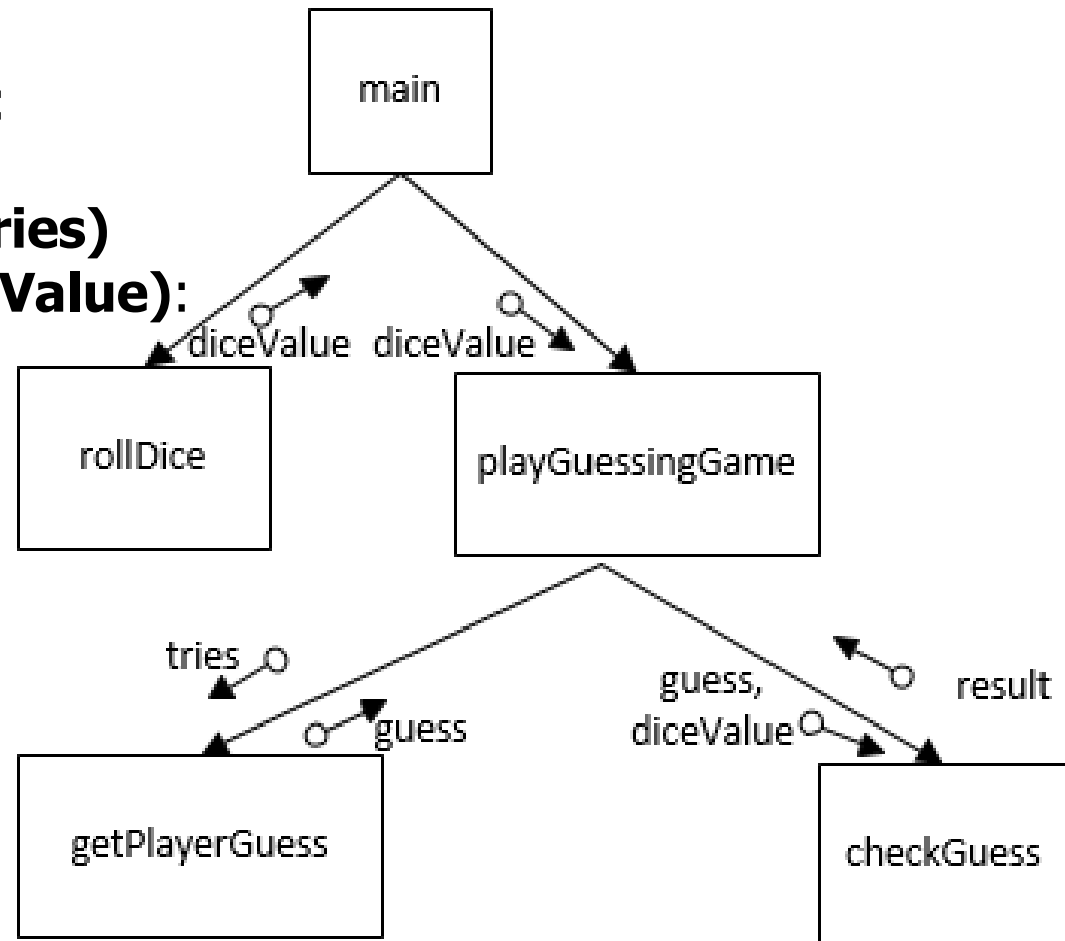 main
:
ries)
Value):
diceValue diceValue
rollDice
playGuessingGame
tries
guess
guess,
diceValue
result
getPlayerGuess
checkGuess